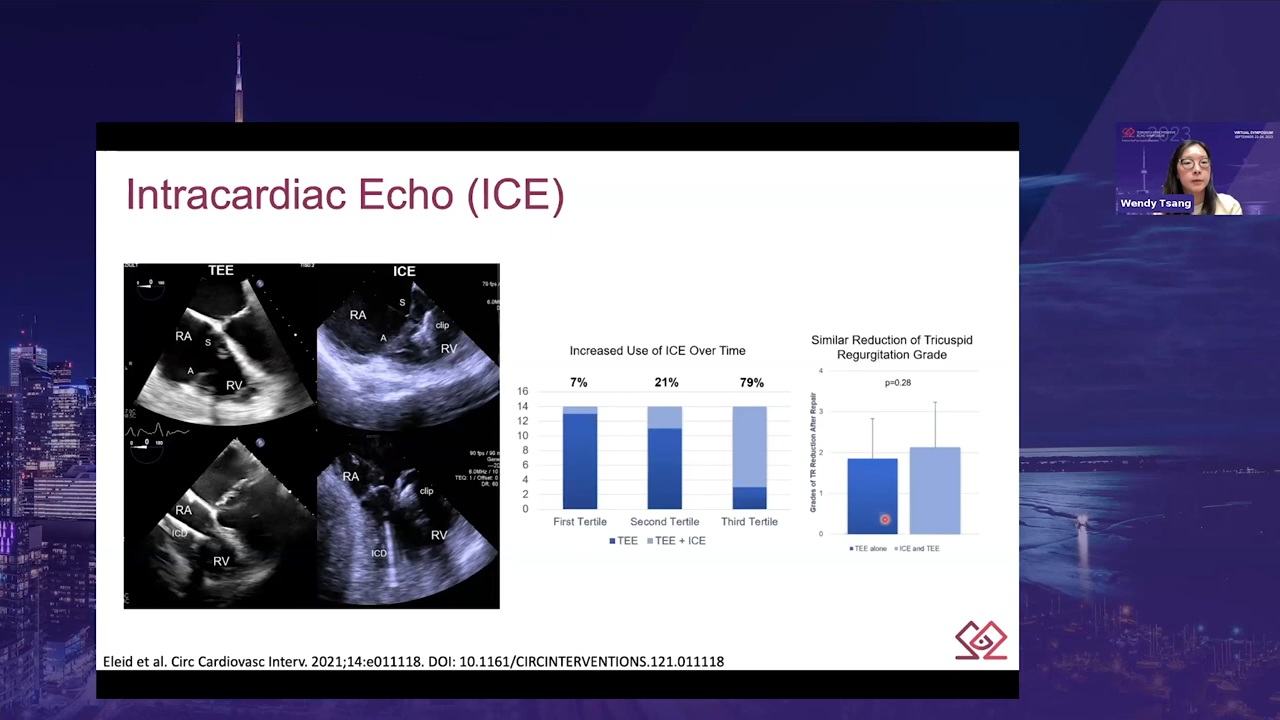 Intracardiac Echo (ICE)
TEE
ICE
RA
S
A
RV
RA
S
A
clip
RV
RA
ICD
RV
RA
clip
RV
ICD
Increased Use of ICE Over Time
7% 21% 79%
16
14
12
10
8
6
4
2
0
First Tertile Second Tertile Third Tertile
TEE TEE + ICE
Similar Reduction of Tricuspid
Regurgitation Grade
p=0.28
Grades of TR Reduction After Repair
4
3
2
1
0
TEE alone ICE and TEE
Eleid et al. Circ Cardiovasc Interv. 2021;14:e011118. DOI: 10.1161/CIRCINTERVENTIONS.121.011118
2023
VIRTUAL SYMPOSIUM
Wendy Tsang